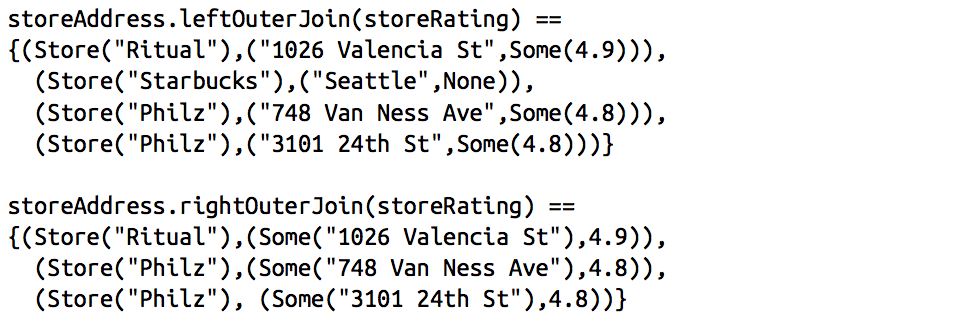 storeAddress.leftOuterJoin(storeRating) ==
{(Store("Ritual"),("1026 Valencia St",Some(4.9))),
(Store("Starbucks"),("Seattle",None)),
(Store("Philz"),("748 Van Ness Ave",Some(4.8))),
(Store("Philz"),("3101 24th St",Some(4.8)))}
storeAddress.rightOuterJoin(storeRating) ==
{(Store("Ritual"),(Some("1026 Valencia St"),4.9)),
(Store("Philz"),(Some("748 Van Ness Ave"),4.8)),
(Store("Philz"), (Some("3101 24th St"),4.8))}